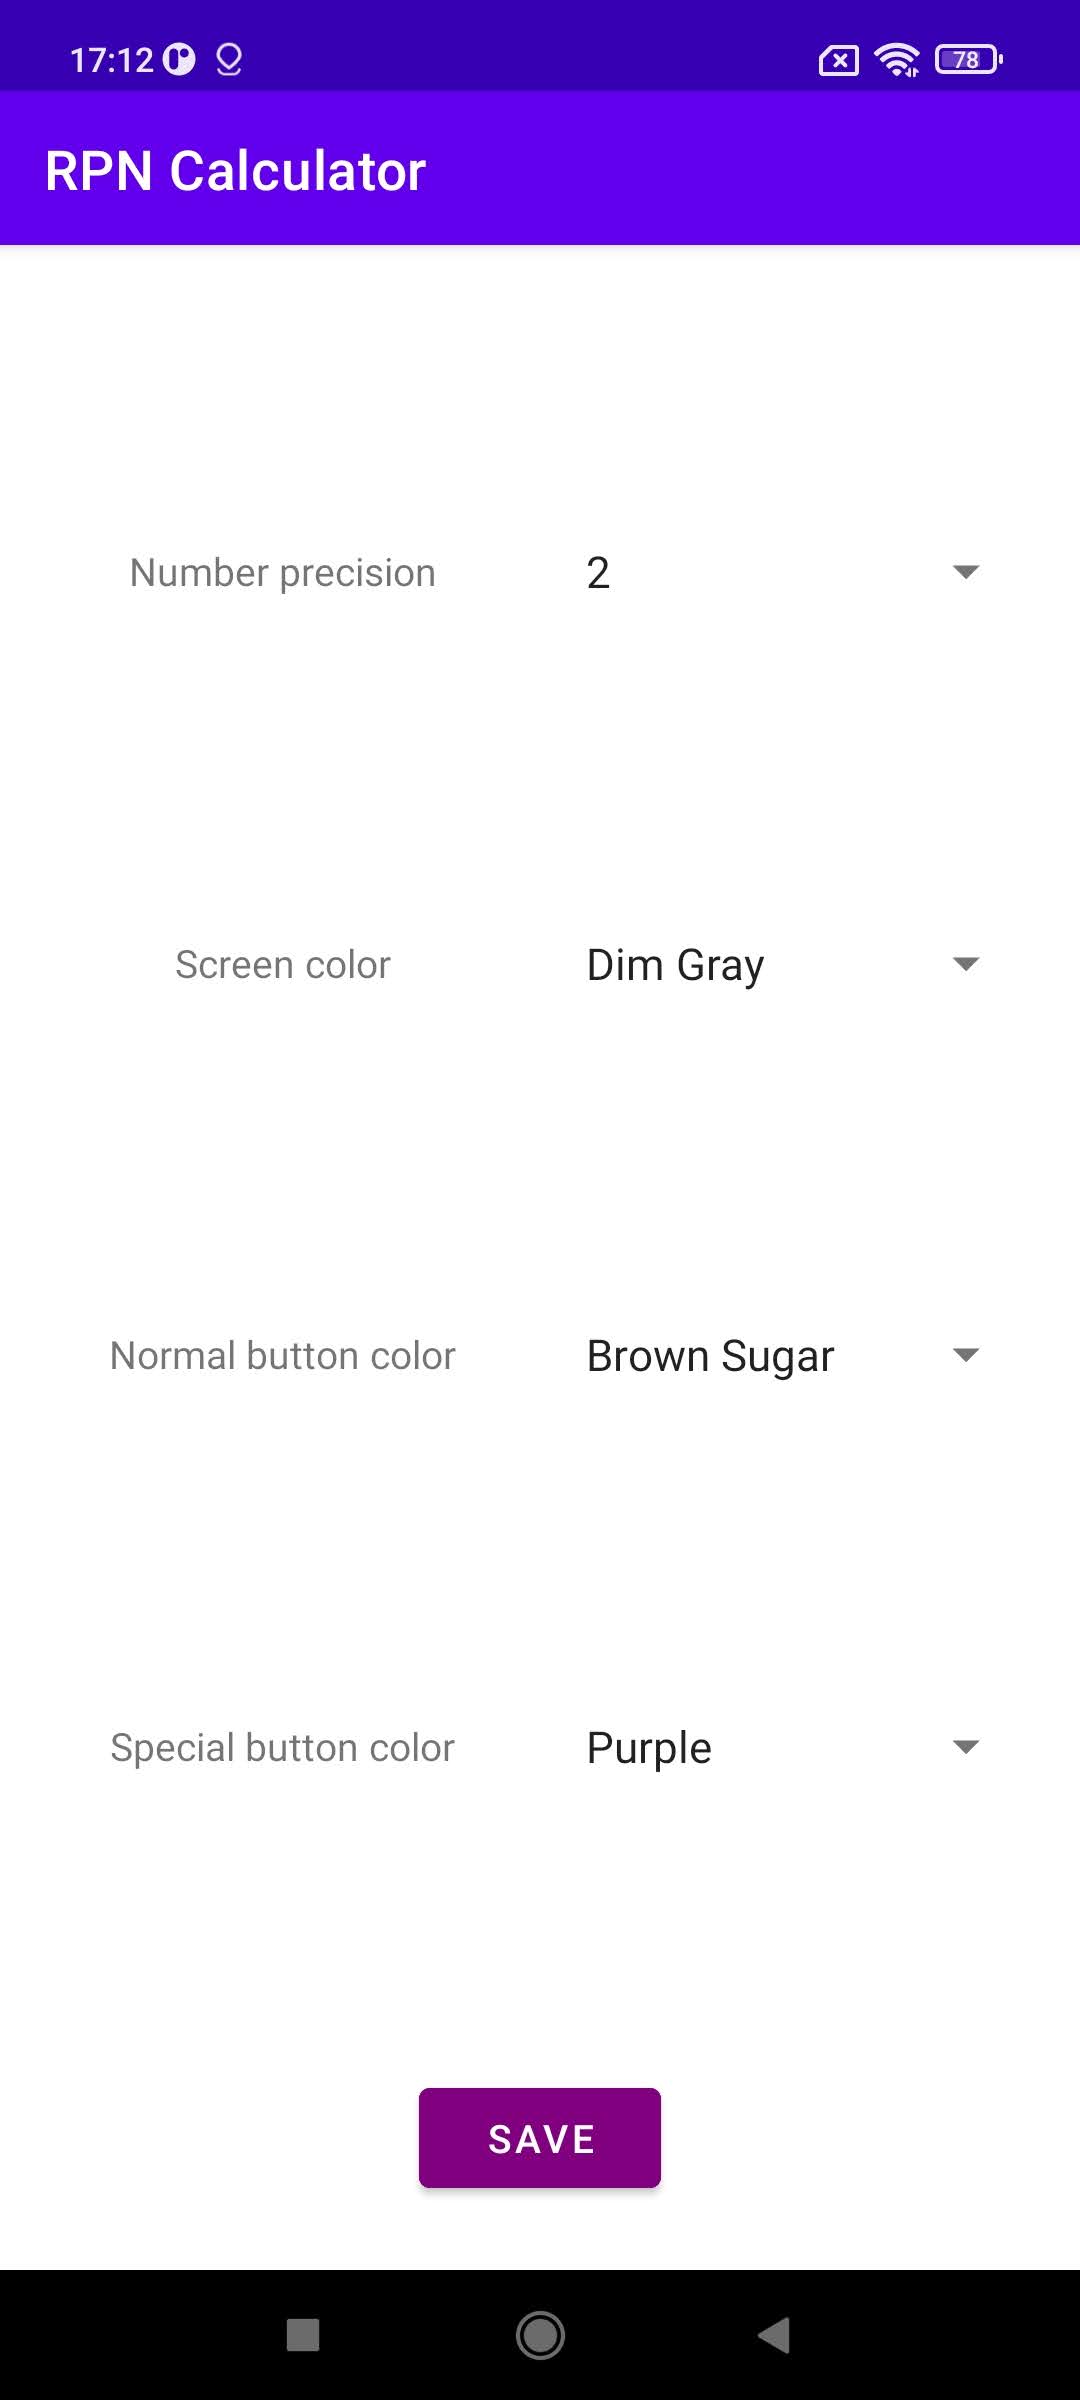 17:12
78
RPN Calculator
Number precision 2
Screen color Dim Gray
Normal button color Brown Sugar
Special button color Purple
SAVE